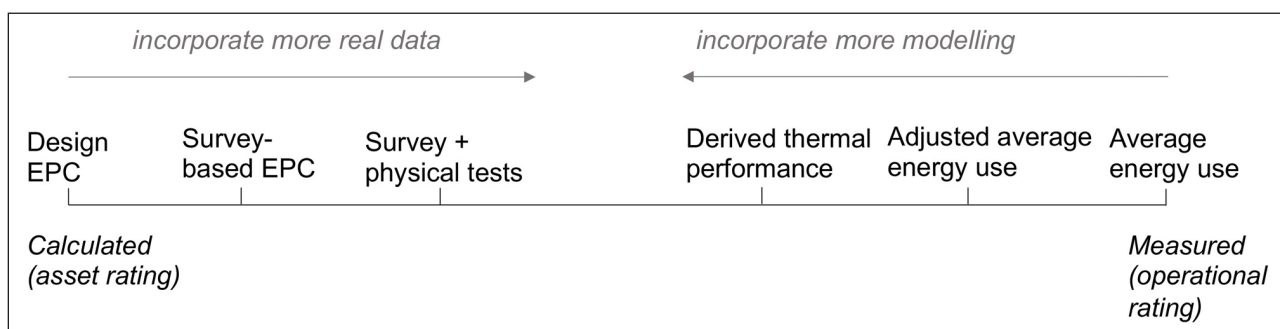 incorporate more real data
incorporate more modelling
Design
EPC
Survey-
based EPC
Survey +
physical tests
Derived thermal
performance
Adjusted average
energy use
Average
energy use
Calculated
(asset rating)
Measured
(operational
rating)